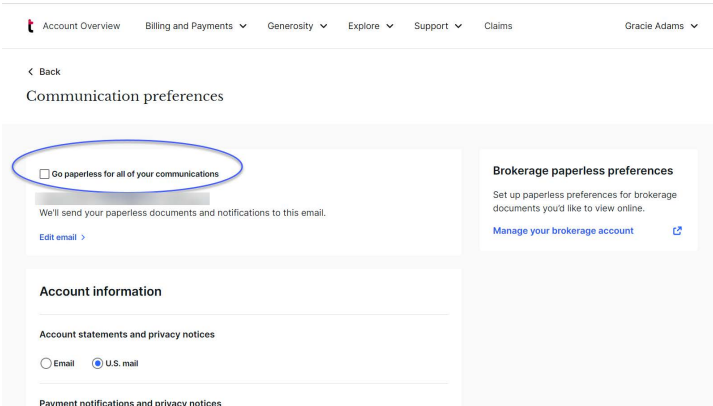 t Account Overview Billing and Payments Generosity Explore Support Claims Gracie Adams
Back
Communication preferences
Go paperless for all of your communications
We'll send your paperless documents and notifications to this email.
Edit email
Brokerage paperless preferences
Set up paperless preferences for brokerage
documents you'd like to view online.
Manage your brokerage account
Account information
Account statements and privacy notices
Email U.S. mail
Payment notifications and privacy notices